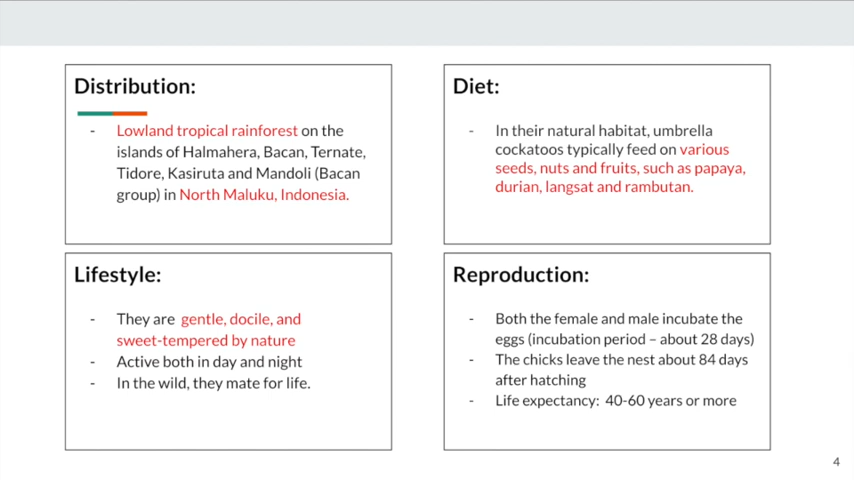 Distribution:
- Lowland tropical rainforest on the
islands of Halmahera, Bacan, Ternate,
Tidore, Kasiruta and Mandoli (Bacan
group) in North Maluku, Indonesia.
Diet:
- In their natural habitat, umbrella
cockatoos typically feed on various
seeds, nuts and fruits, such as papaya,
durian, langsat and rambutan.
Lifestyle:
- They are gentle, docile, and
sweet-tempered by nature
- Active both in day and night
- In the wild, they mate for life.
Reproduction:
- Both the female and male incubate the
eggs (incubation period – about 28 days)
- The chicks leave the nest about 84 days
after hatching
- Life expectancy: 40-60 years or more
4